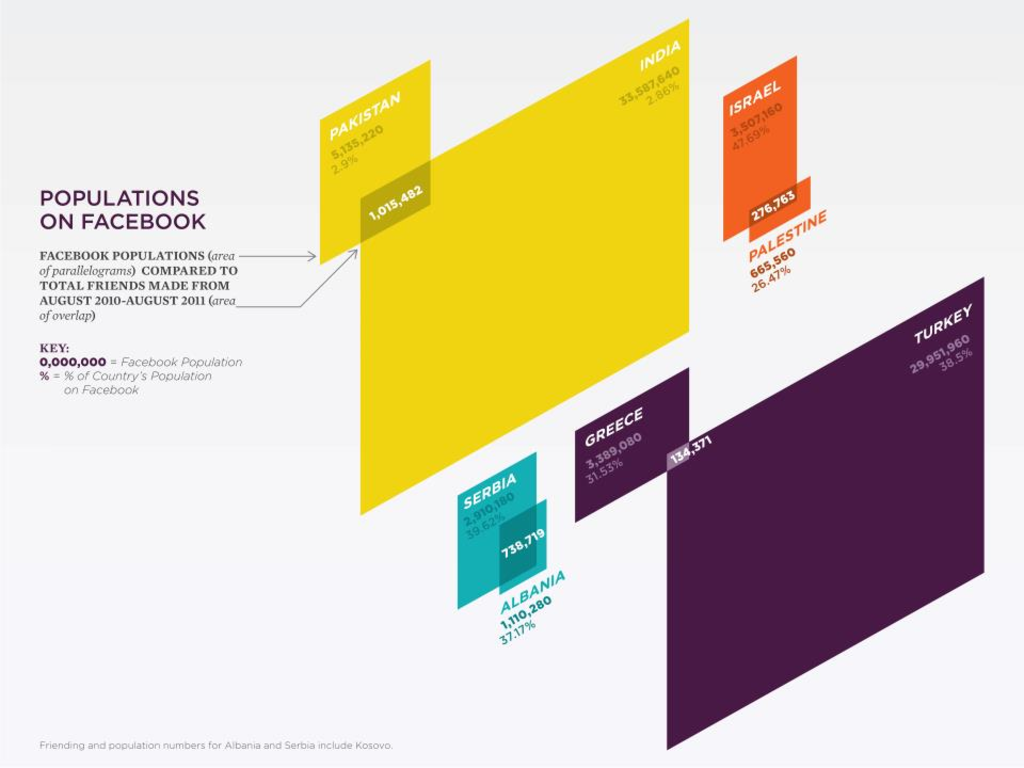 POPULATIONS
ON FACEBOOK
FACEBOOK POPULATIONS (area
of parallelograms) COMPARED TO
TOTAL FRIENDS MADE FROM
AUGUST 2010-AUGUST 2011 (area
of overlap)
KEY:
0,000,000 = Facebook Population
% = % of Country's Population
on Facebook
PAKISTAN
5,135,220
2.9%
1,015,482
INDIA
33,587,640
2.86%
ISRAEL
3,507,160
47.69%
276,763
PALESTINE
665,560
26.47%
TURKEY
29,951,960
38.5%
GREECE
3,389,080
31.53%
134,371
SERBIA
2,910,180
39.62%
738,719
ALBANIA
1,110,280
37.17%
Friending and population numbers for Albania and Serbia include Kosovo.